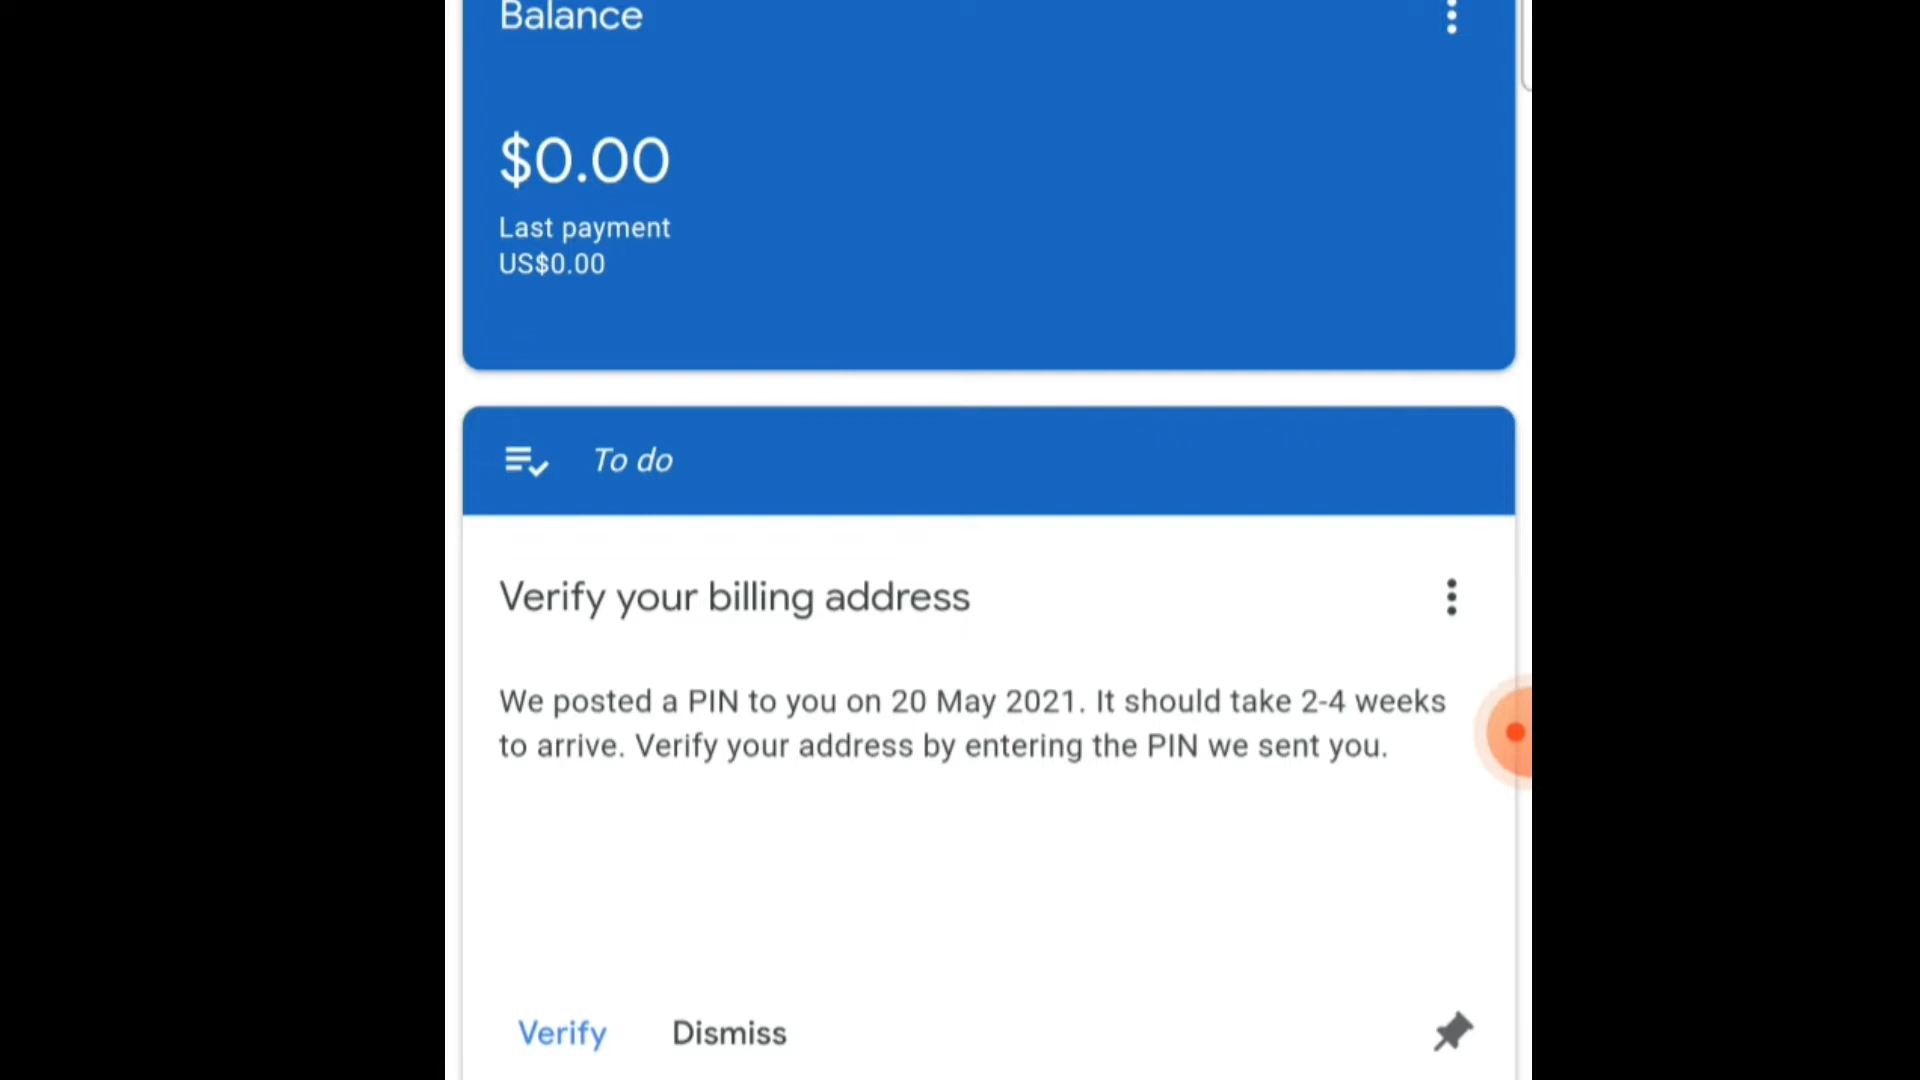 Balance
$0.00
Last payment
US$0.00
To do
Verify your billing address
We posted a PIN to you on 20 May 2021. It should take 2-4 weeks
to arrive. Verify your address by entering the PIN we sent you.
Verify Dismiss